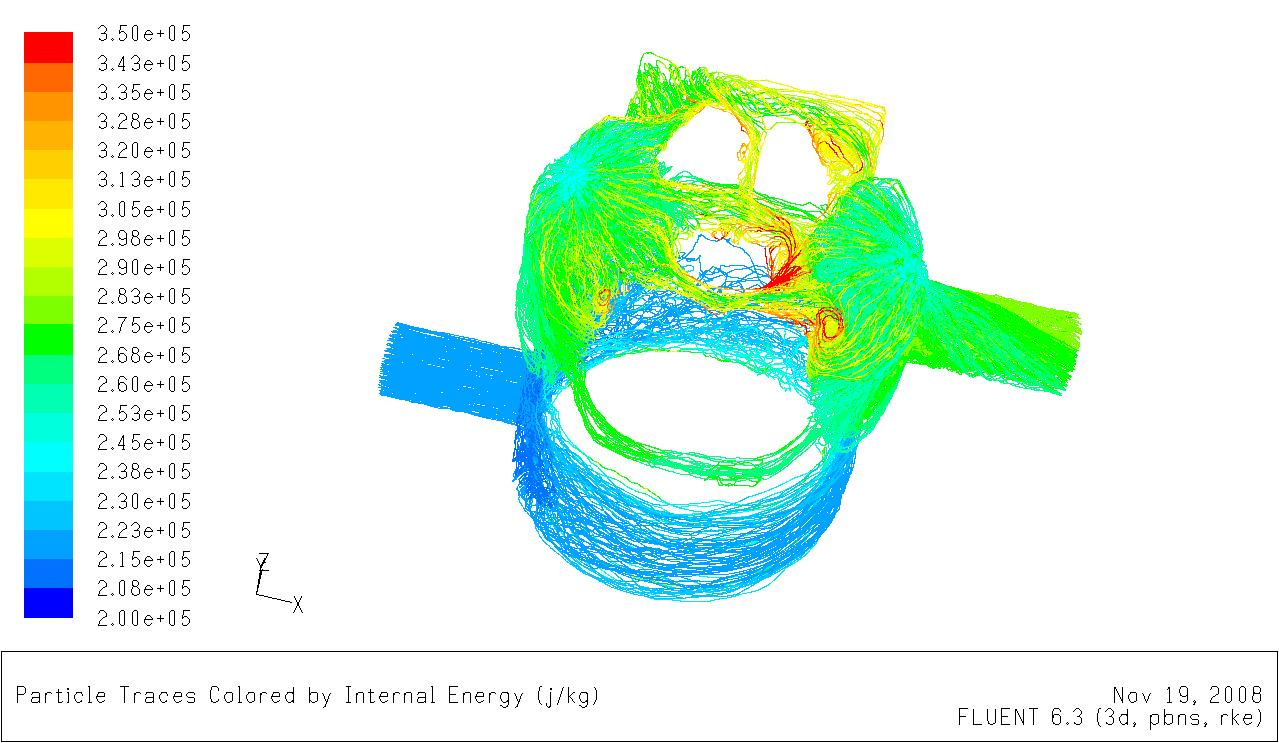 3.50e+05
3.43e+05
3.35e+05
3.28e+05
3.20e+05
3.13e+05
3.05e+05
2.98e+05
2.90e+05
2.83e+05
2.75e+05
2.68e+05
2.60e+05
2.53e+05
2.45e+05
2.38e+05
2.30e+05
2.23e+05
2.15e+05
2.08e+05
2.00e+05
Z
Y
X
Particle Traces Colored by Internal Energy (j/kg)
Nov 19, 2008
FLUENT 6.3 (3d, pbns, rke)